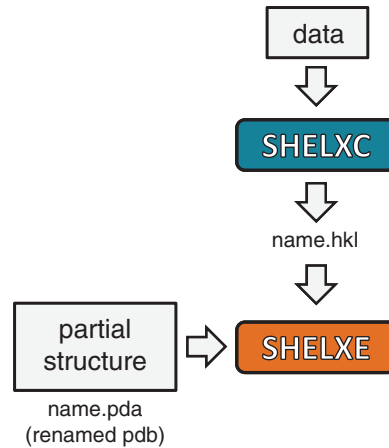 data
SHELXC
name.hkl
partial
structure
SHELXE
name.pda
(renamed pdb)